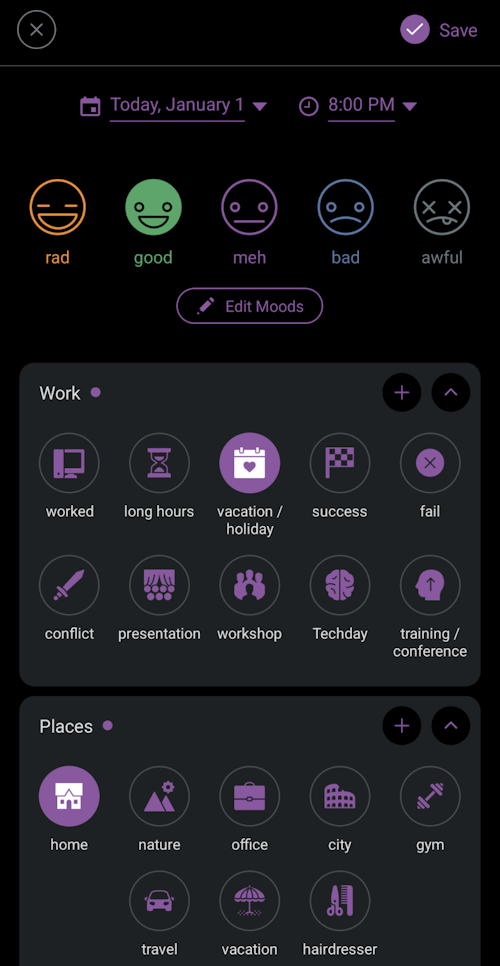 Save
Today, January 1 8:00 PM
rad good meh bad awful
Edit Moods
Work
worked long hours vacation / success fail
holiday
conflict presentation workshop Techday training /
conference
Places
home nature office city gym
travel vacation hairdresser